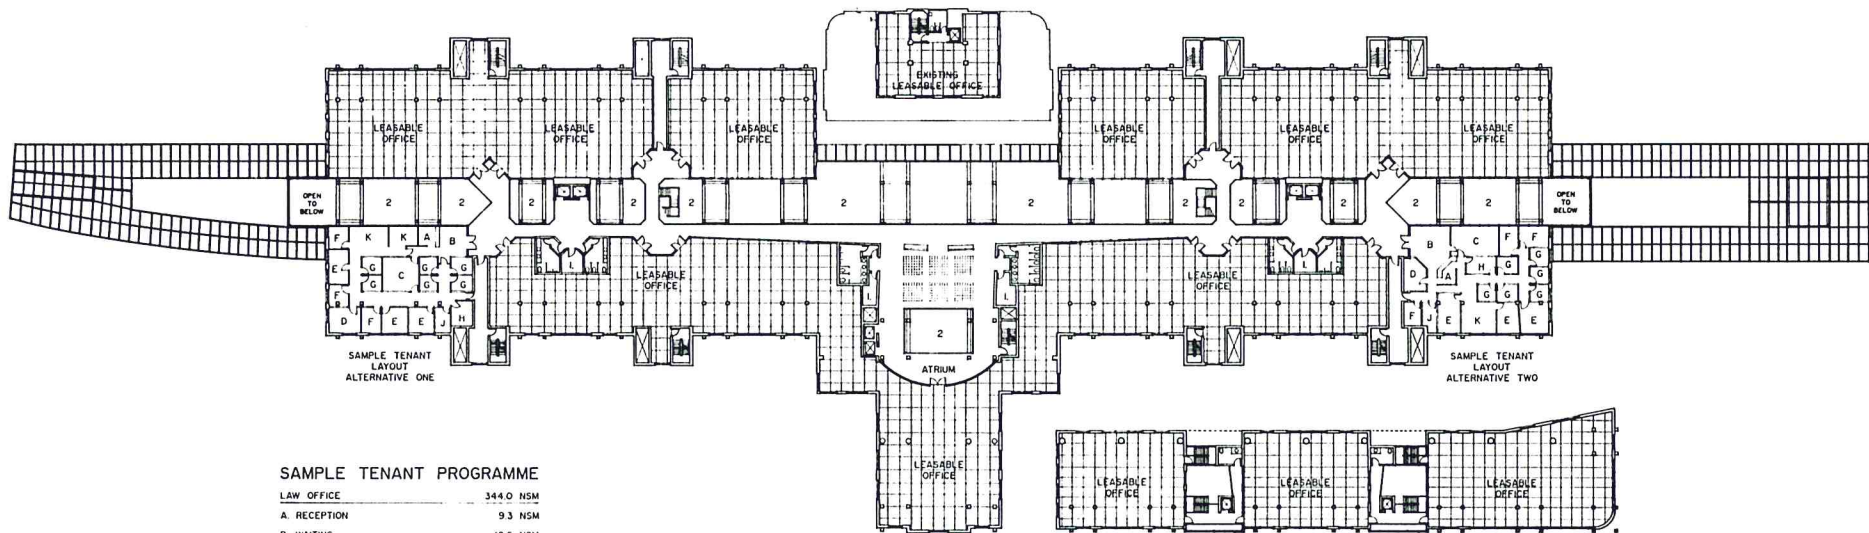 EXISTING
LEASABLE OFFICE
LEASABLE
OFFICE
LEASABLE
OFFICE
LEASABLE
OFFICE
LEASABLE
OFFICE
LEASABLE
OFFICE
LEASABLE
OFFICE
OPEN
TO
BELOW
2
2
2
2
2
2
2
2
2
2
2
2
2
OPEN
TO
BELOW
F
K
K
A
B
E
G
G
C
G
G
G
G
F
D
F
E
E
J
H
LEASABLE
OFFICE
I.
I.
I.
2
ATRIUM
LEASABLE
OFFICE
I.
B
C
F
F
G
D
A
H
G
G
G
G
G
F
J
E
K
E
E
SAMPLE TENANT
LAYOUT
ALTERNATIVE ONE
SAMPLE TENANT
LAYOUT
ALTERNATIVE TWO
LEASABLE
OFFICE
LEASABLE
OFFICE
LEASABLE
OFFICE
LEASABLE
OFFICE
SAMPLE TENANT PROGRAMME
LAW OFFICE 344.0 NSM
A. RECEPTION 9.3 NSM